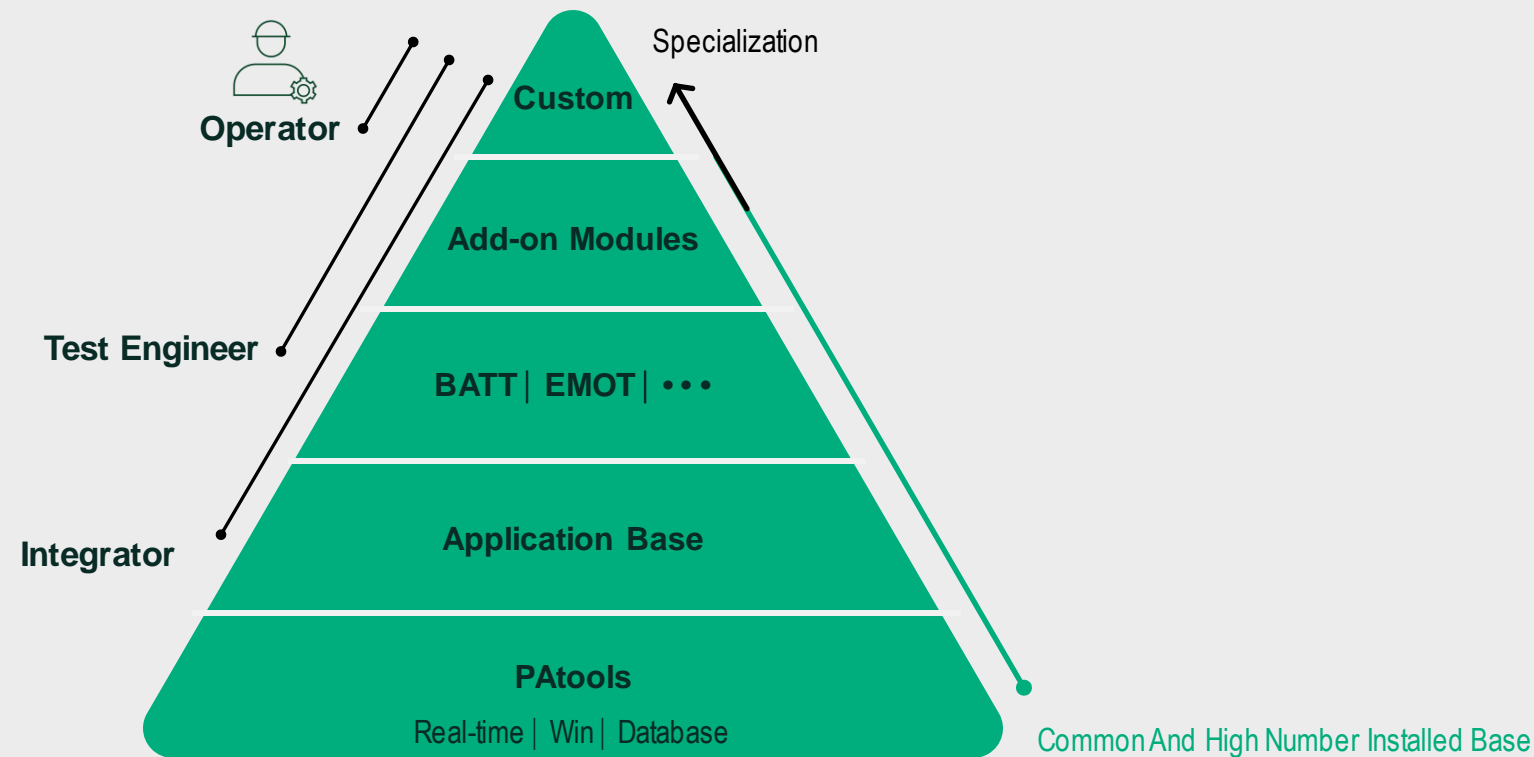 Specialization
Custom
Operator
Add-on Modules
Test Engineer
BATT | EMOT | •••
Application Base
Integrator
PAtools
Real-time | Win | Database
Common And High Number Installed Base